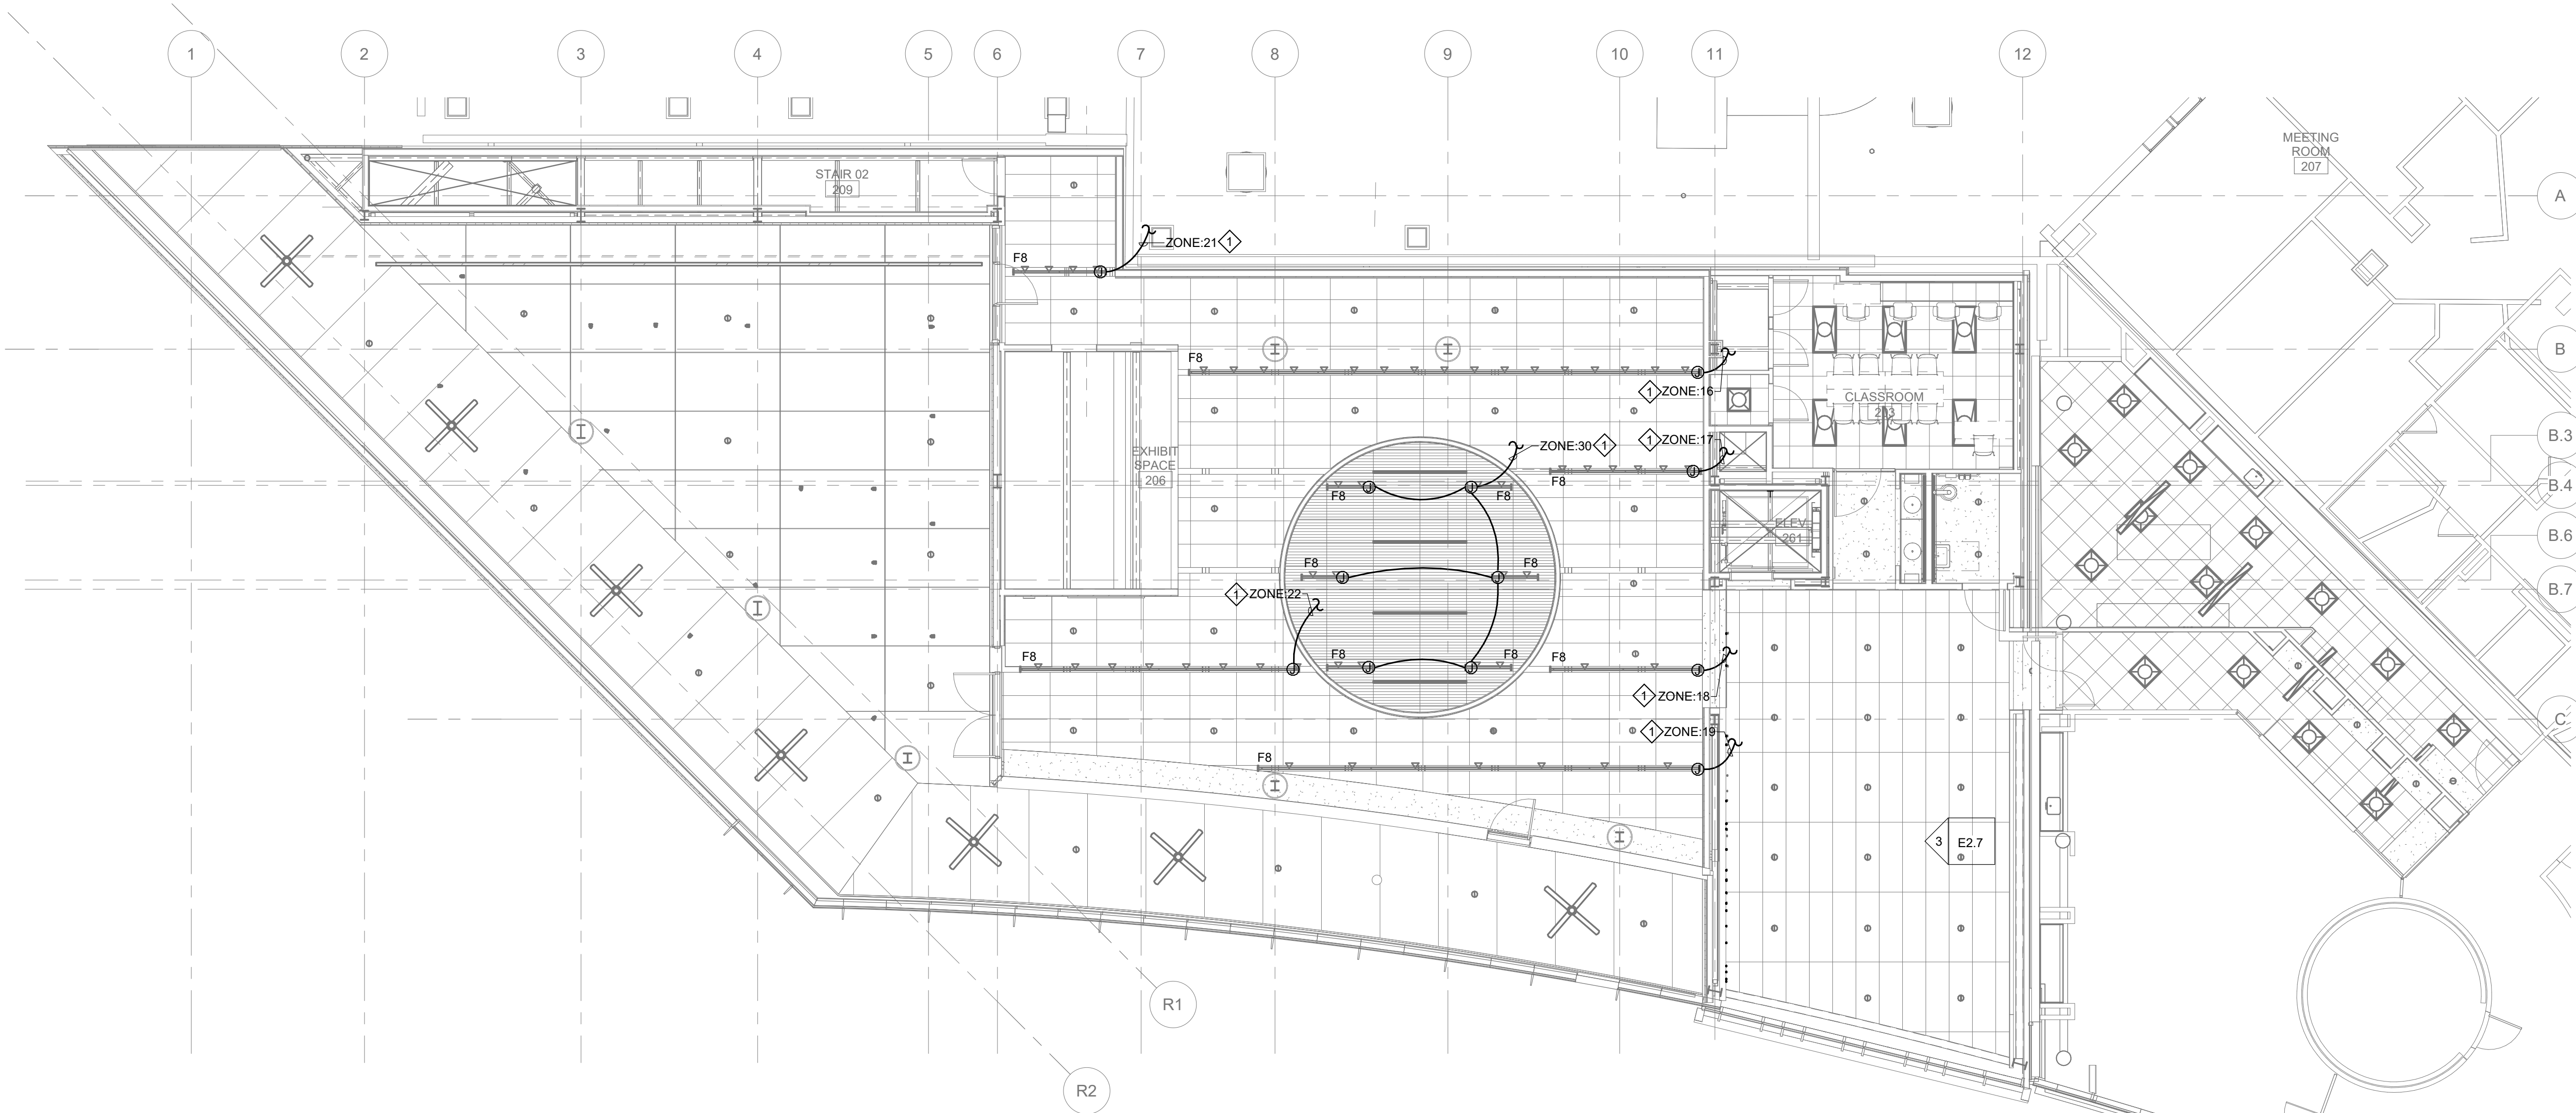 1
2
3
4
5
6
7
8
9
10
11
12
MEETING
ROOM
207
STAIR 02
209
A
ZONE:21 1
F8
J
B
F8
J
1 ZONE:16
CLASSROOM
B.3
ZONE:30 1
1 ZONE:17
EXHIBIT
SPACE
206
J
F8
F8
J
J
F8
B.4
ELEV
261
B.6
F8
F8
J
J
B.7
1 ZONE:22
F8
J
F8
F8
J
J
F8
J
1 ZONE:18
C
1 ZONE:19
F8
J
3
E2.7
R1
R2